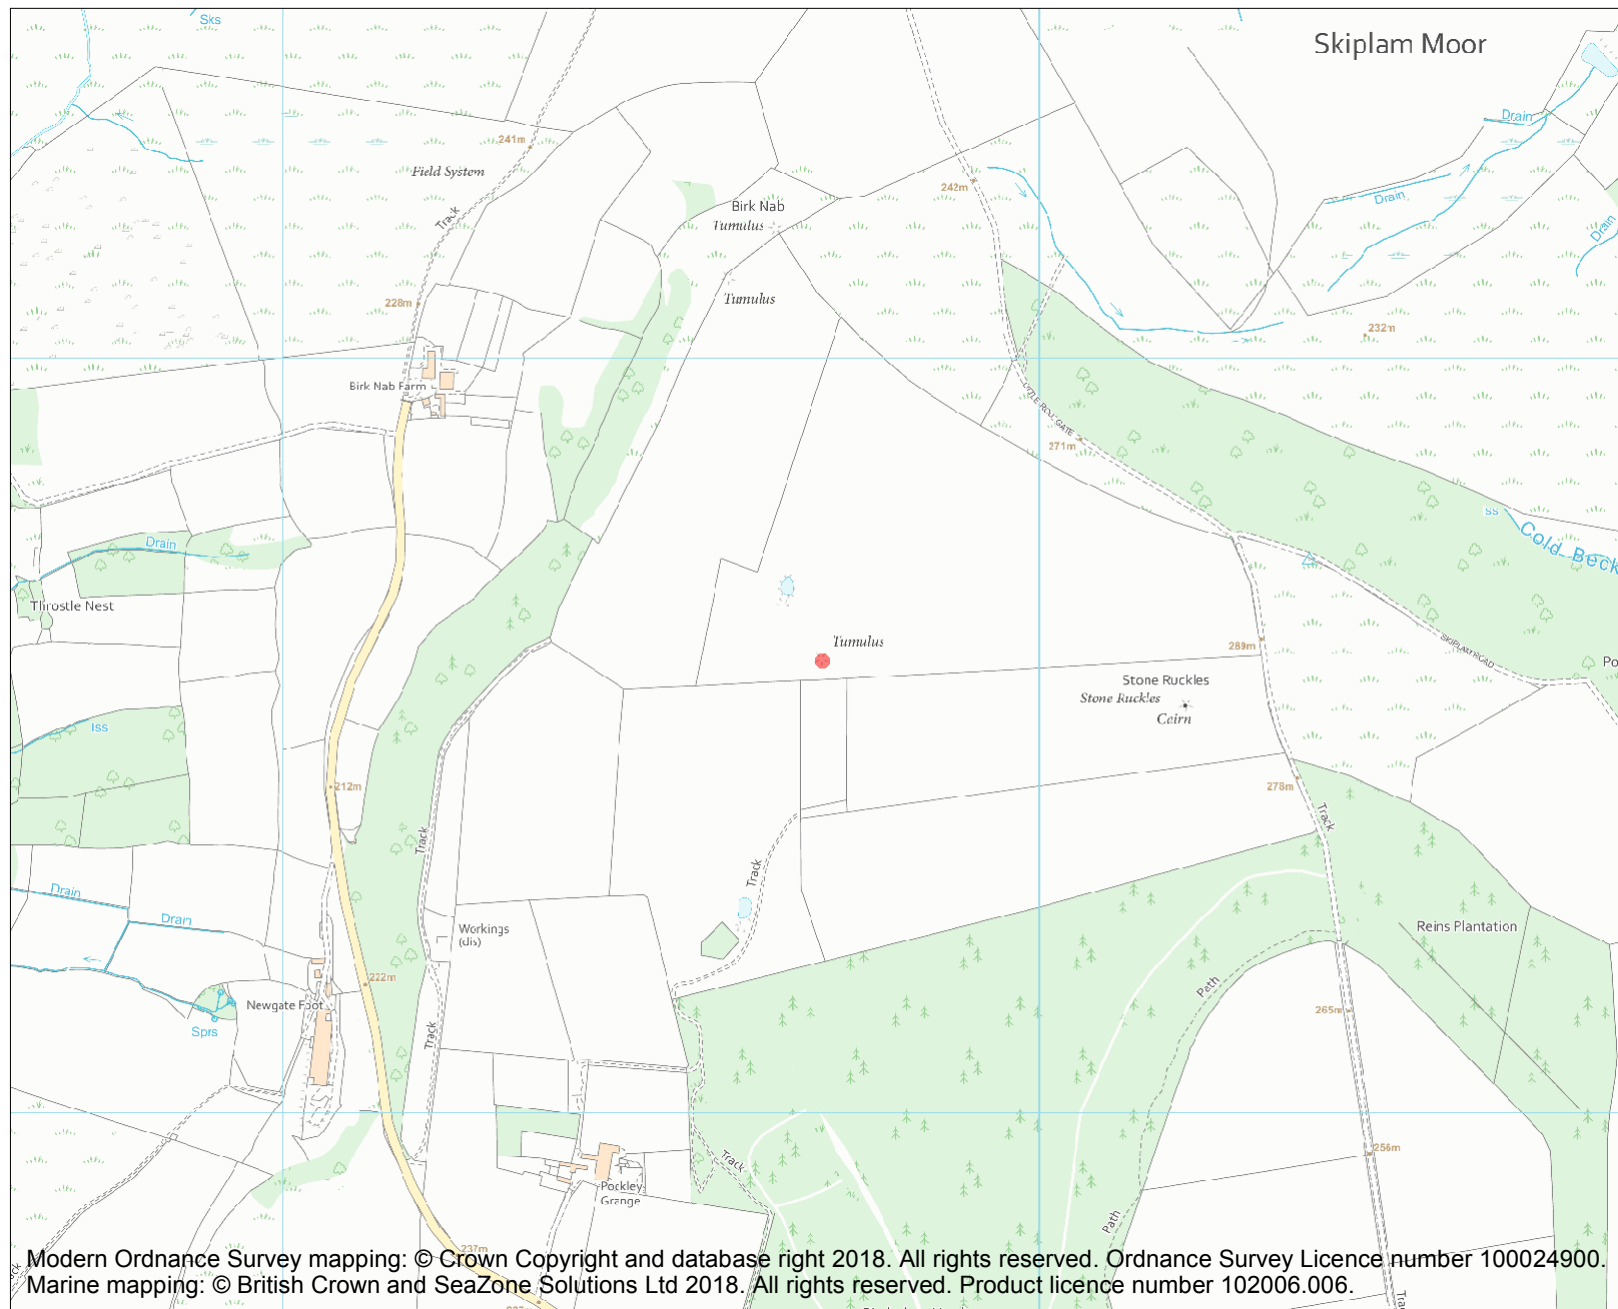 Sks
Skiplam Moor
Drain
241m
Field System
242m
Drain
Birk Nab
Tumulus
Track
Drain
Tumulus
228m
232m
Birk Nab Farm
271m
Cold Beck
Drain
Throstle Nest
Tumulus
289m
SKIPLAM ROAD
Po
Stone Ruckles
Stone Ruckles
Cairn
Iss
212m
278m
Track
Track
Track
Drain
Drain
Workings
(dis)
Reins Plantation
222m
Newgate Foot
Path
265m
Sprs
Track
256m
Track
Pockley
Grange
Path
237m
Modern Ordnance Survey mapping: © Crown Copyright and database right 2018. All rights reserved. Ordnance Survey Licence number 100024900.
Marine mapping: © British Crown and SeaZone Solutions Ltd 2018. All rights reserved. Product licence number 102006.006.